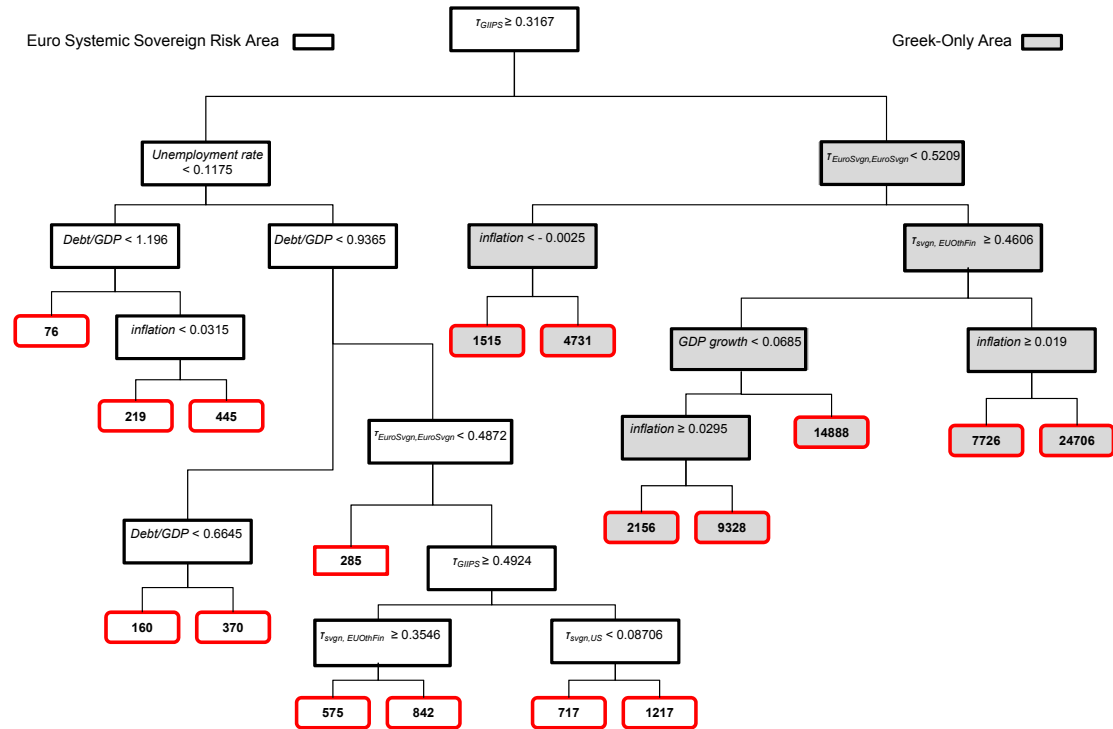 τGIIPS ≥ 0.3167
Euro Systemic Sovereign Risk Area
Greek-Only Area
Unemployment rate
< 0.1175
τEuroSvgn,EuroSvgn < 0.5209
Debt/GDP < 1.196
Debt/GDP < 0.9365
inflation < - 0.0025
τsvgn, EUOthFin ≥ 0.4606
76
inflation < 0.0315
1515
4731
GDP growth < 0.0685
inflation ≥ 0.019
219
445
τEuroSvgn,EuroSvgn < 0.4872
inflation ≥ 0.0295
14888
7726
24706
Debt/GDP < 0.6645
2156
9328
285
τGIIPS ≥ 0.4924
160
370
τsvgn, EUOthFin ≥ 0.3546
τsvgn,US < 0.08706
575
842
717
1217